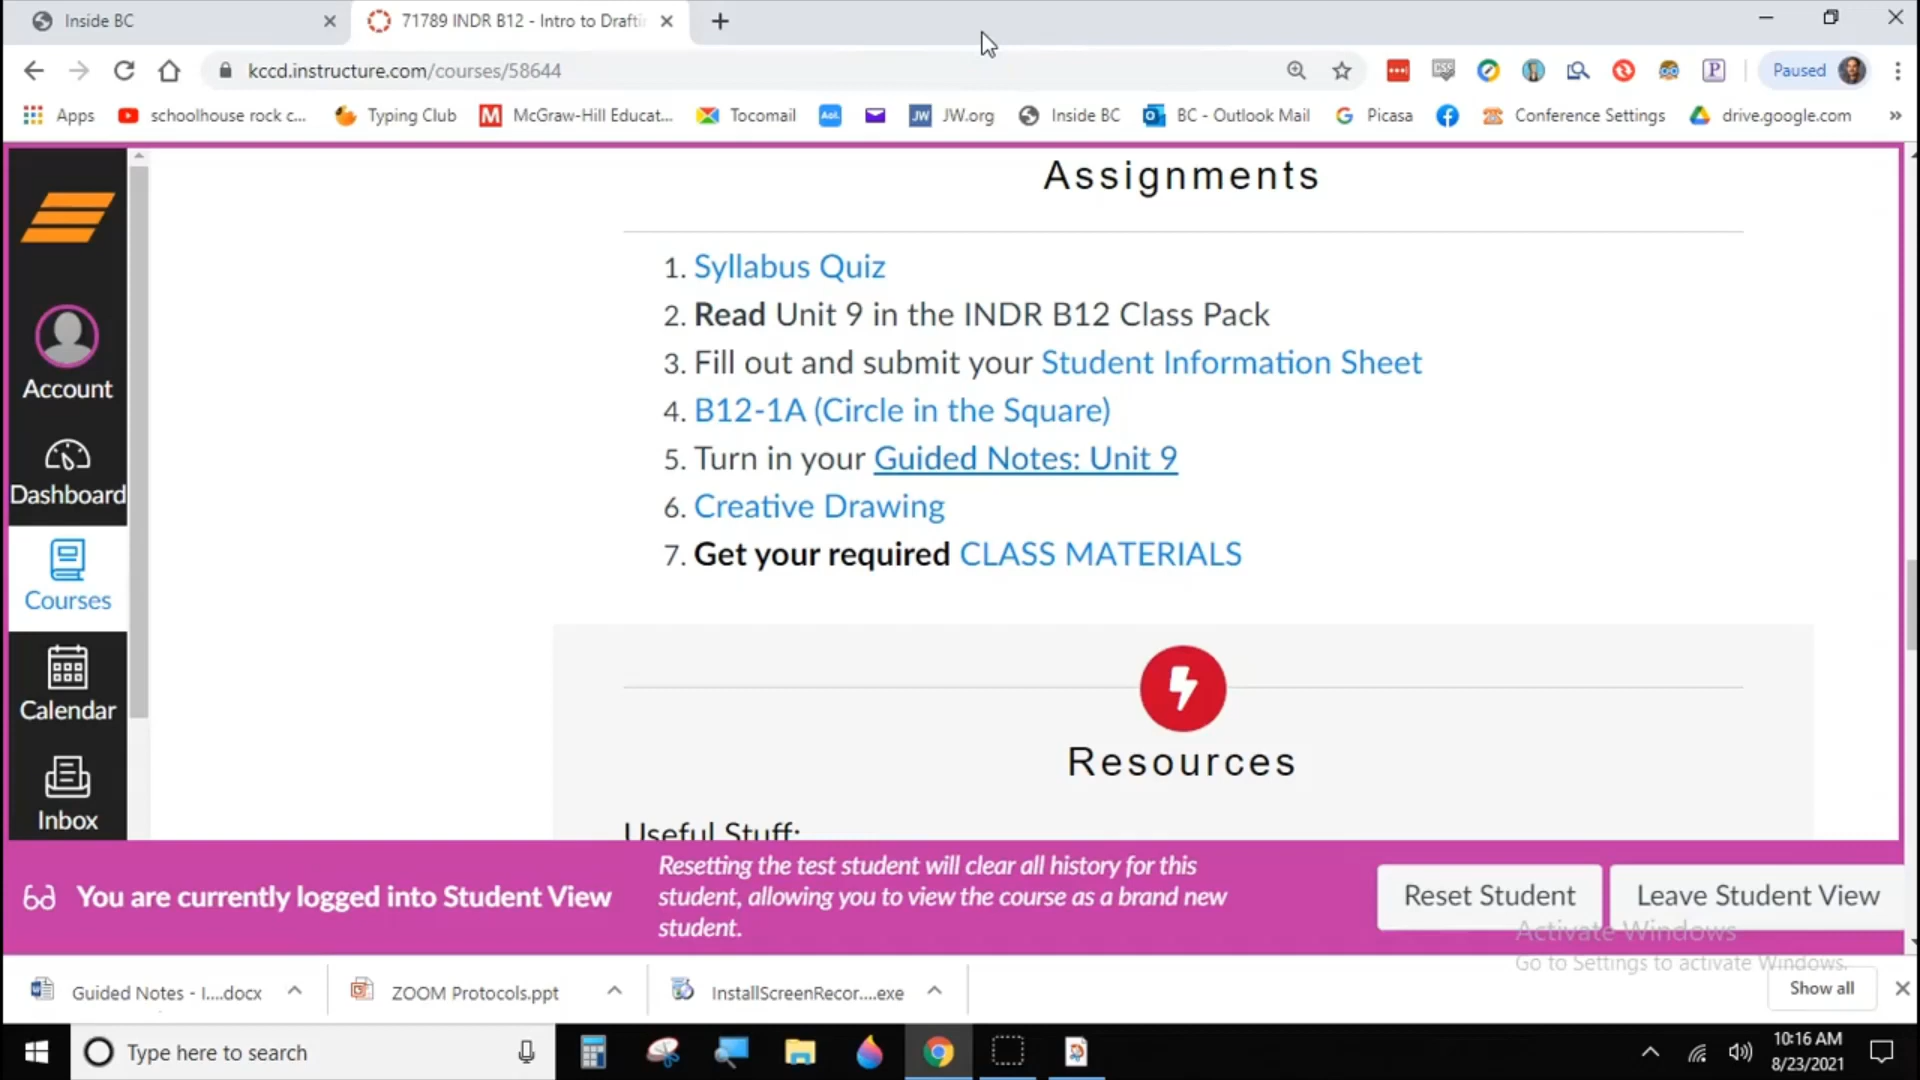 Inside BC
71789 INDR B12 - Intro to Drafti
kccd.instructure.com/courses/58644
Paused
Apps
schoolhouse rock c...
Typing Club
McGraw-Hill Educat...
Tocomail
Aol.
JW
JW.org
Inside BC
BC - Outlook Mail
Picasa
Conference Settings
drive.google.com
»
Assignments
1. Syllabus Quiz
2. Read Unit 9 in the INDR B12 Class Pack
3. Fill out and submit your Student Information Sheet
4. B12-1A (Circle in the Square)
5. Turn in your Guided Notes: Unit 9
6. Creative Drawing
7. Get your required CLASS MATERIALS
Account
Dashboard
Courses
Calendar
Inbox
Resources
Useful Stuff:
You are currently logged into Student View
Resetting the test student will clear all history for this
student, allowing you to view the course as a brand new
student.
Reset Student
Leave Student View
Activate Windows
Go to Settings to activate Windows.
Guided Notes - I....docx
ZOOM Protocols.ppt
InstallScreenRecor....exe
Show all
Type here to search
10:16 AM
8/23/2021